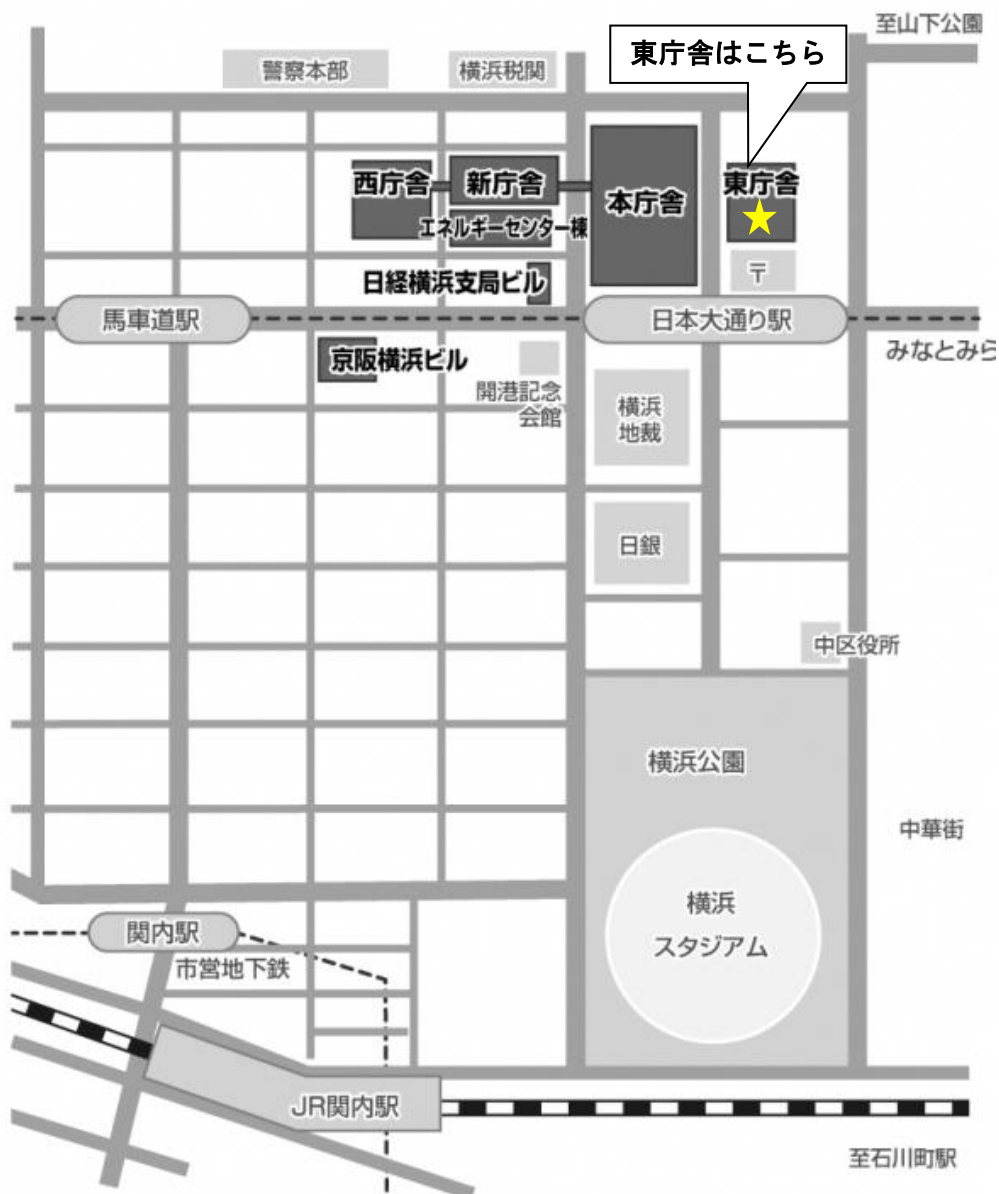 至山下公園
東庁舎はこちら
警察本部
横浜税関
西庁舎
新庁舎
本庁舎
東庁舎
エネルギーセンター棟
日経横浜支局ビル
〒
馬車道駅
日本大通り駅
みなとみら
京阪横浜ビル
開港記念
会館
横浜
地裁
日銀
中区役所
横浜公園
中華街
横浜
スタジアム
関内駅
市営地下鉄
JR関内駅
至石川町駅